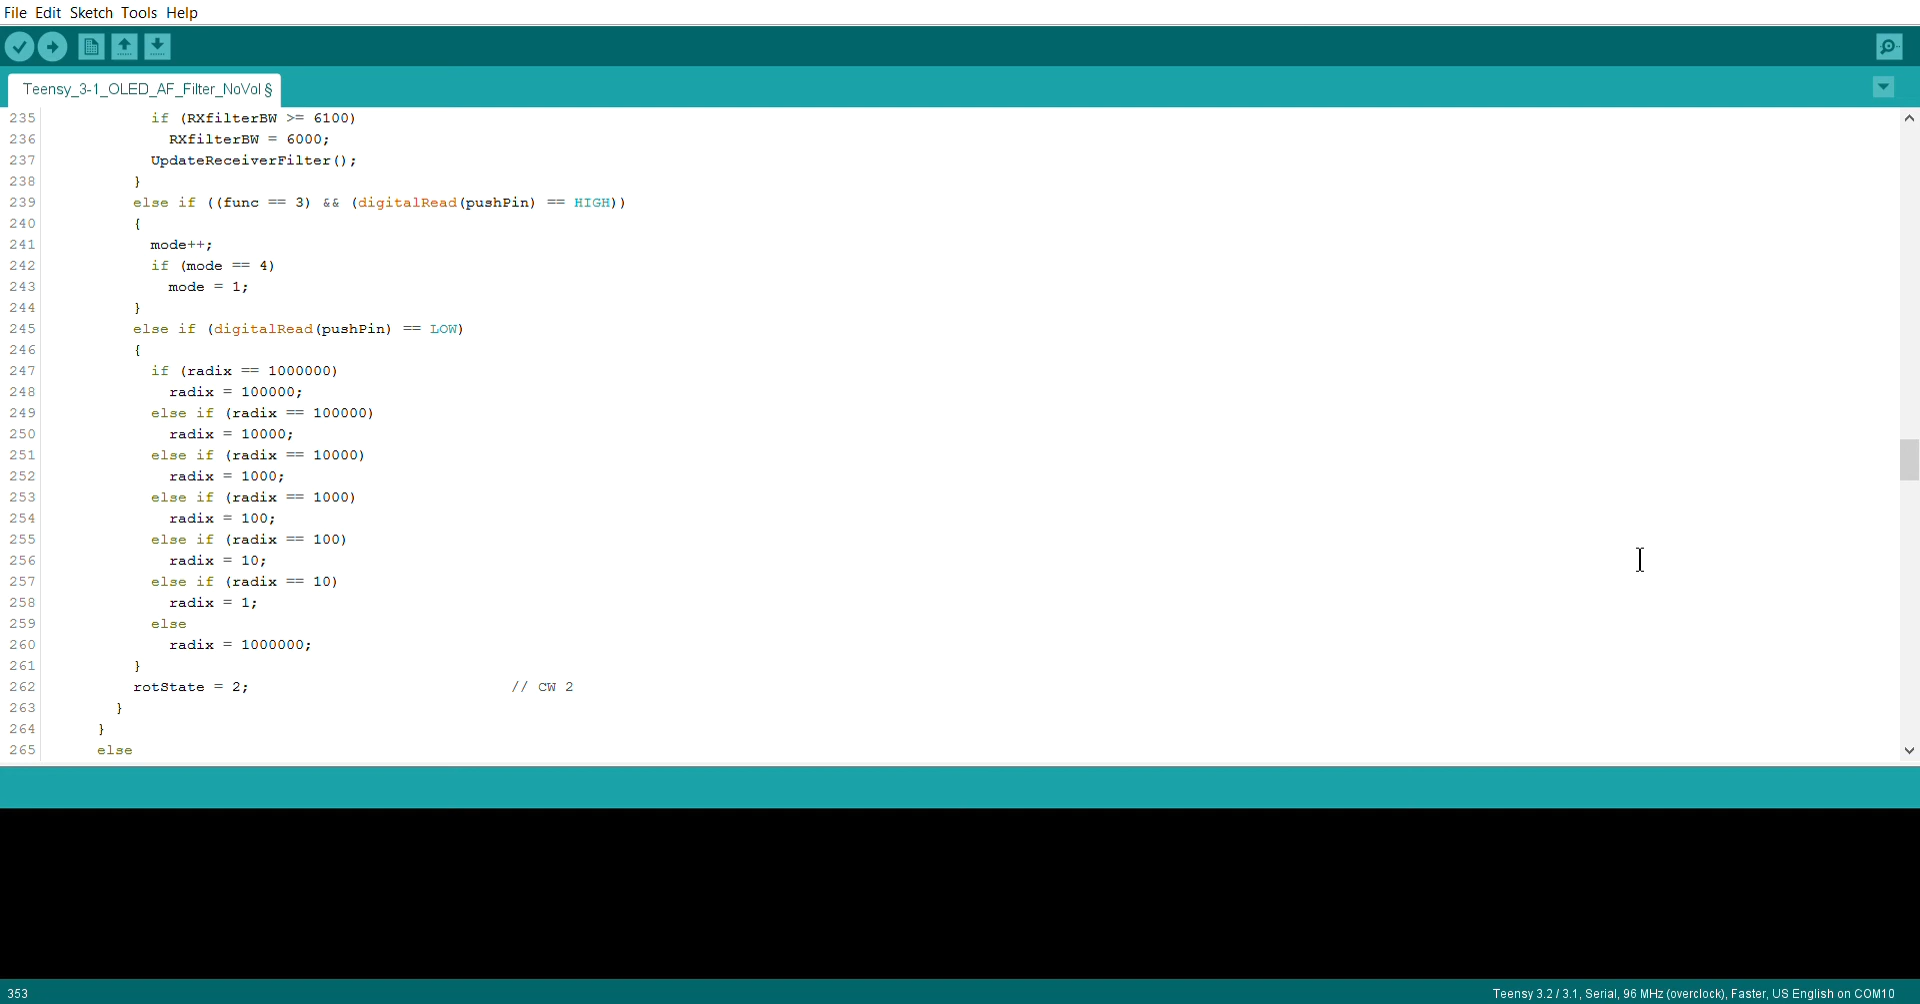 File Edit Sketch Tools Help
Teensy_3-1_OLED_AF_Filter_NoVol §
235 if (RXfilterBW >= 6100)
236 RXfilterBW = 6000;
237 UpdateReceiverFilter();
238 }
239 else if ((func == 3) && (digitalRead(pushPin) == HIGH))
240 {
241 mode++;
242 if (mode == 4)
243 mode = 1;
244 }
245 else if (digitalRead(pushPin) == LOW)
246 {
247 if (radix == 1000000)
248 radix = 100000;
249 else if (radix == 100000)
250 radix = 10000;
251 else if (radix == 10000)
252 radix = 1000;
253 else if (radix == 1000)
254 radix = 100;
255 else if (radix == 100)
256 radix = 10;
257 else if (radix == 10)
258 radix = 1;
259 else
260 radix = 1000000;
261 }
262 rotState = 2; // CW 2
263 }
264 }
265 else
353 Teensy 3.2 / 3.1, Serial, 96 MHz (overclock), Faster, US English on COM10